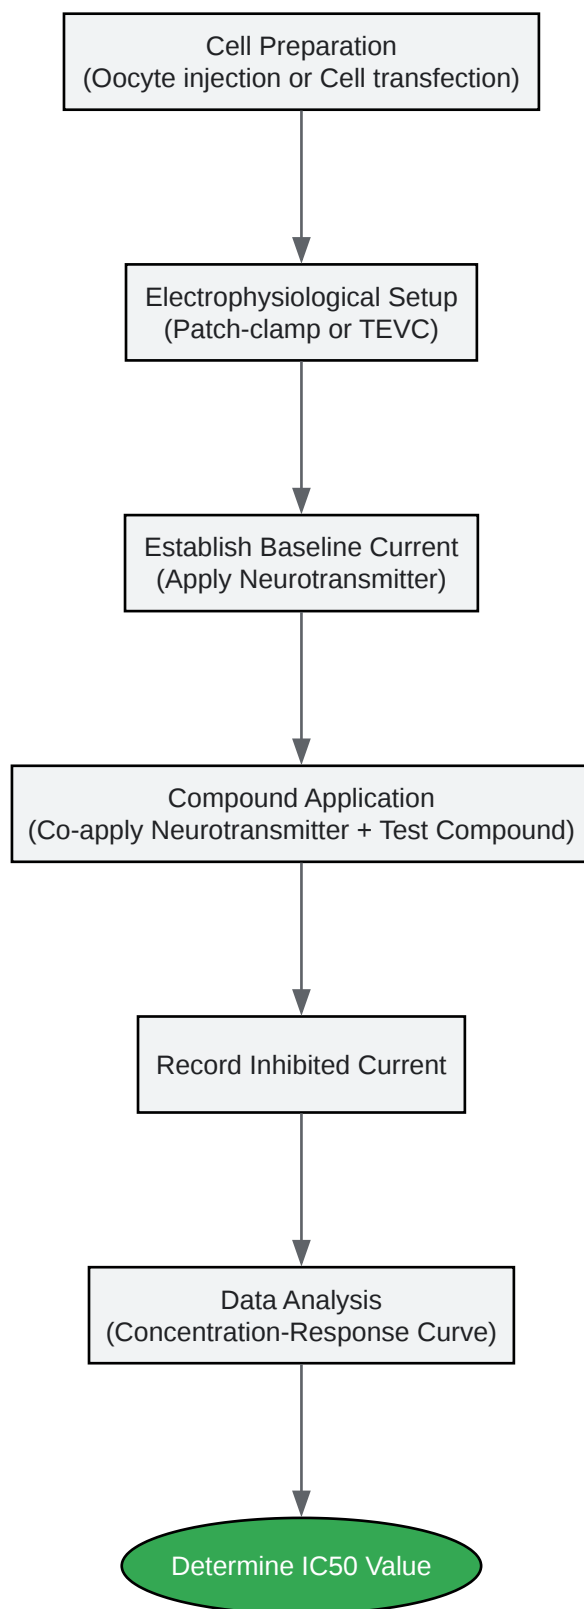 Cell Preparation
(Oocyte injection or Cell transfection)
Electrophysiological Setup
(Patch-clamp or TEVC)
Establish Baseline Current
(Apply Neurotransmitter)
Compound Application
(Co-apply Neurotransmitter + Test Compound)
Record Inhibited Current
Data Analysis
(Concentration-Response Curve)
Determine IC50 Value